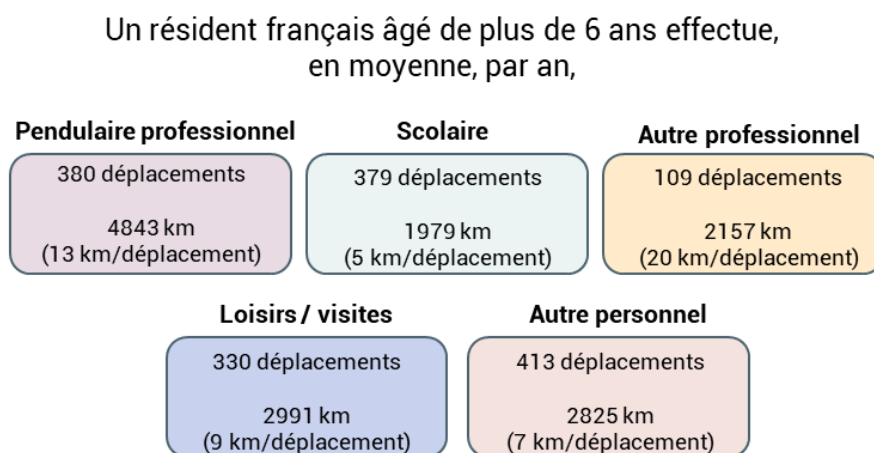 Un résident français âgé de plus de 6 ans effectue,
en moyenne, par an,
Pendulaire professionnel
380 déplacements
4843 km
(13 km/déplacement)
Scolaire
379 déplacements
1979 km
(5 km/déplacement)
Autre professionnel
109 déplacements
2157 km
(20 km/déplacement)
Loisirs / visites
330 déplacements
2991 km
(9 km/déplacement)
Autre personnel
413 déplacements
2825 km
(7 km/déplacement)